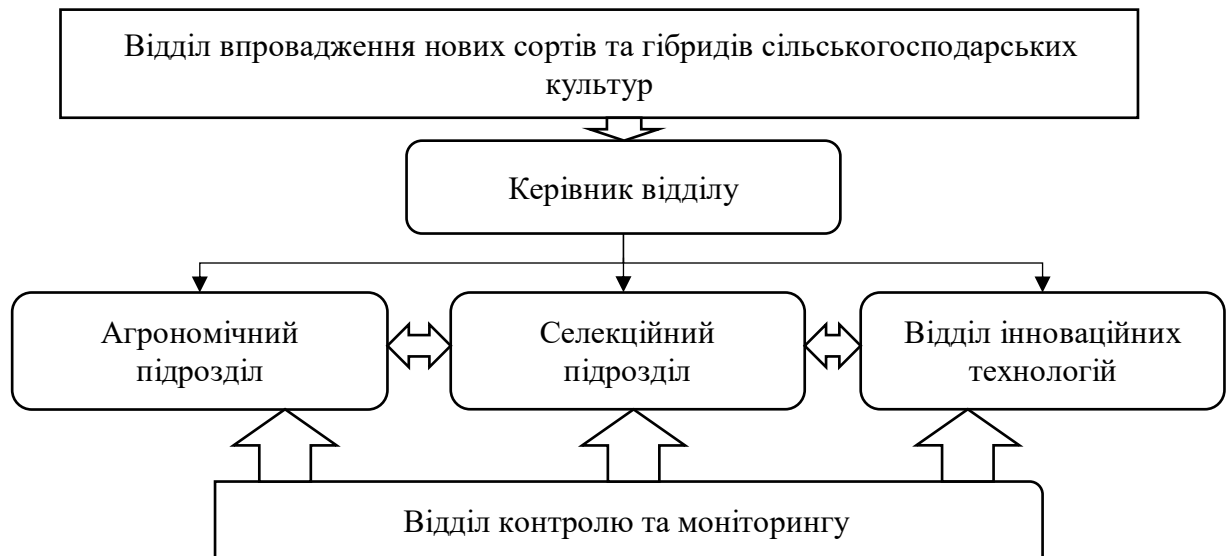 Відділ впровадження нових сортів та гібридів сільськогосподарських
культур
Керівник відділу
Агрономічний
підрозділ
Селекційний
підрозділ
Відділ інноваційних
технологій
Відділ контролю та моніторингу